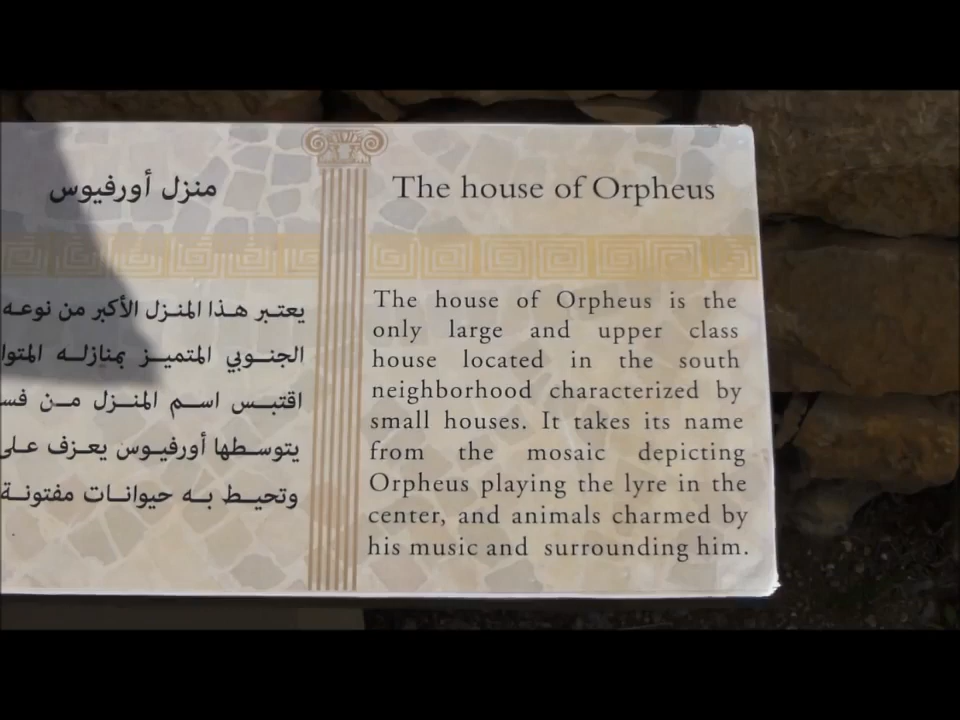 منزل أورفيوس
يعتبر هذا المنزل الأكبر من نوعه
الجنوبي المتميز بمنازله
اقتبس اسم المنزل من
يتوسطها أورفيوس يعزف على
وتحيط به حيوانات مفتونة
The house of Orpheus
The house of Orpheus is the
only large and upper class
house located in the south
neighborhood characterized by
small houses. It takes its name
from the mosaic depicting
Orpheus playing the lyre in the
center, and animals charmed by
his music and surrounding him.